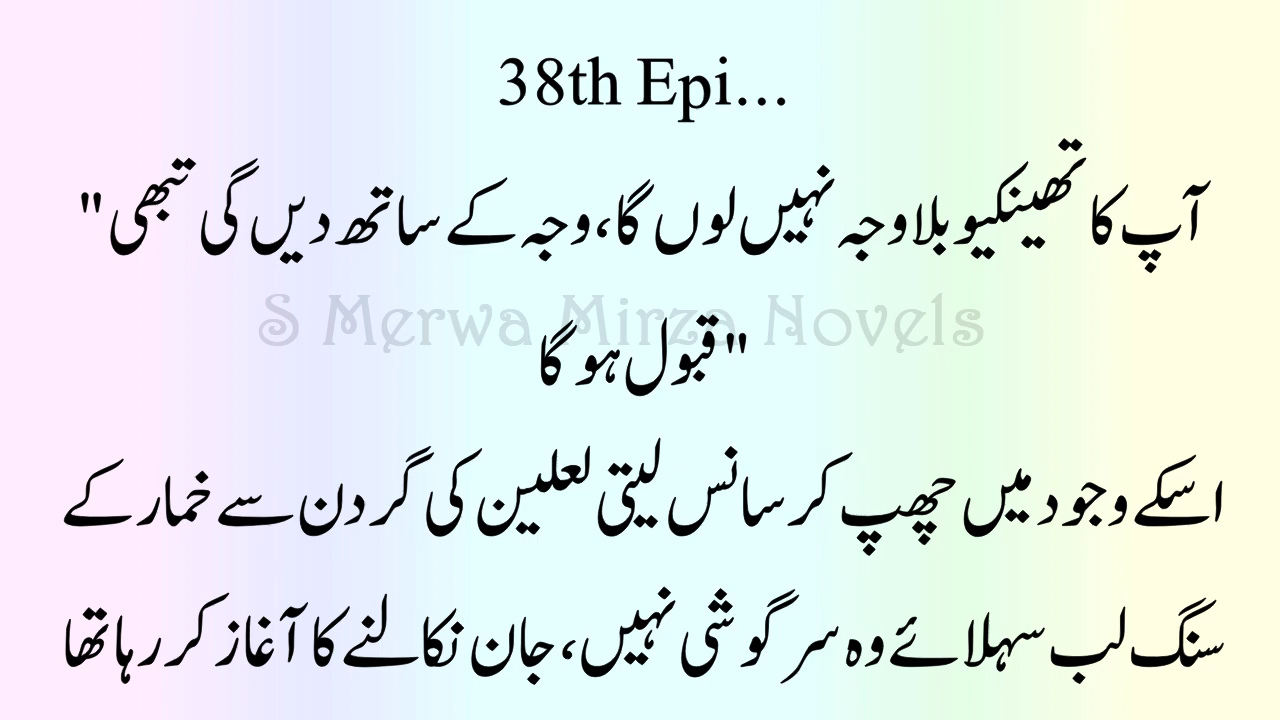 38th Epi...
"آپ کا تھینکیو بلا وجہ نہیں لوں گا، وجہ کے ساتھ دیں گی تبھی
S Merwa Mirza Novels
قبول ہو گا"
اسکے وجود میں چھپ کر سانس لیتی لعلین کی گردن سے خمار کے
سنگ لب سہلائے وہ سرگوشی نہیں، جان نکالنے کا آغاز کر رہا تھا